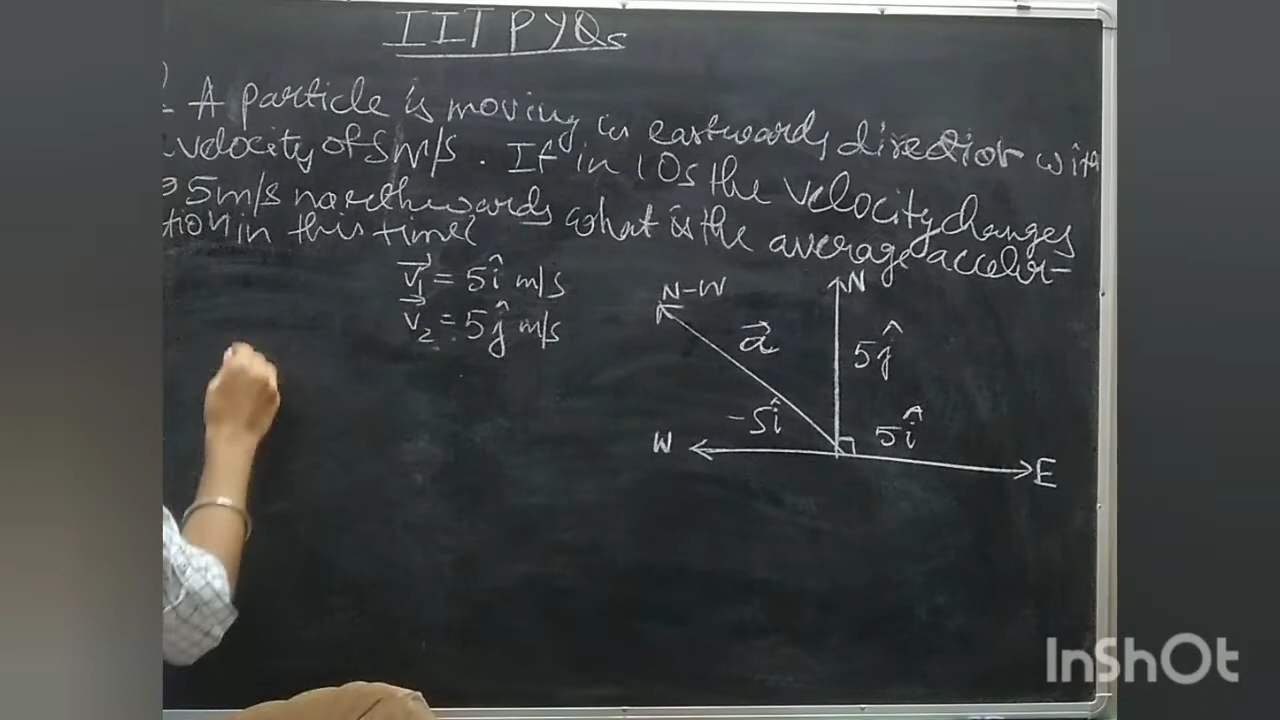 IIT PYQs
A particle is moving in eastwards direction with
velocity of 5m/s. If in 10s the velocity changes
5m/s northwards what is the average acceler-
tion in this time?
v₁ = 5î m/s
v₂ = 5ĵ m/s
N-W
N
a
5ĵ
-5î
5î
W
E
InShOt